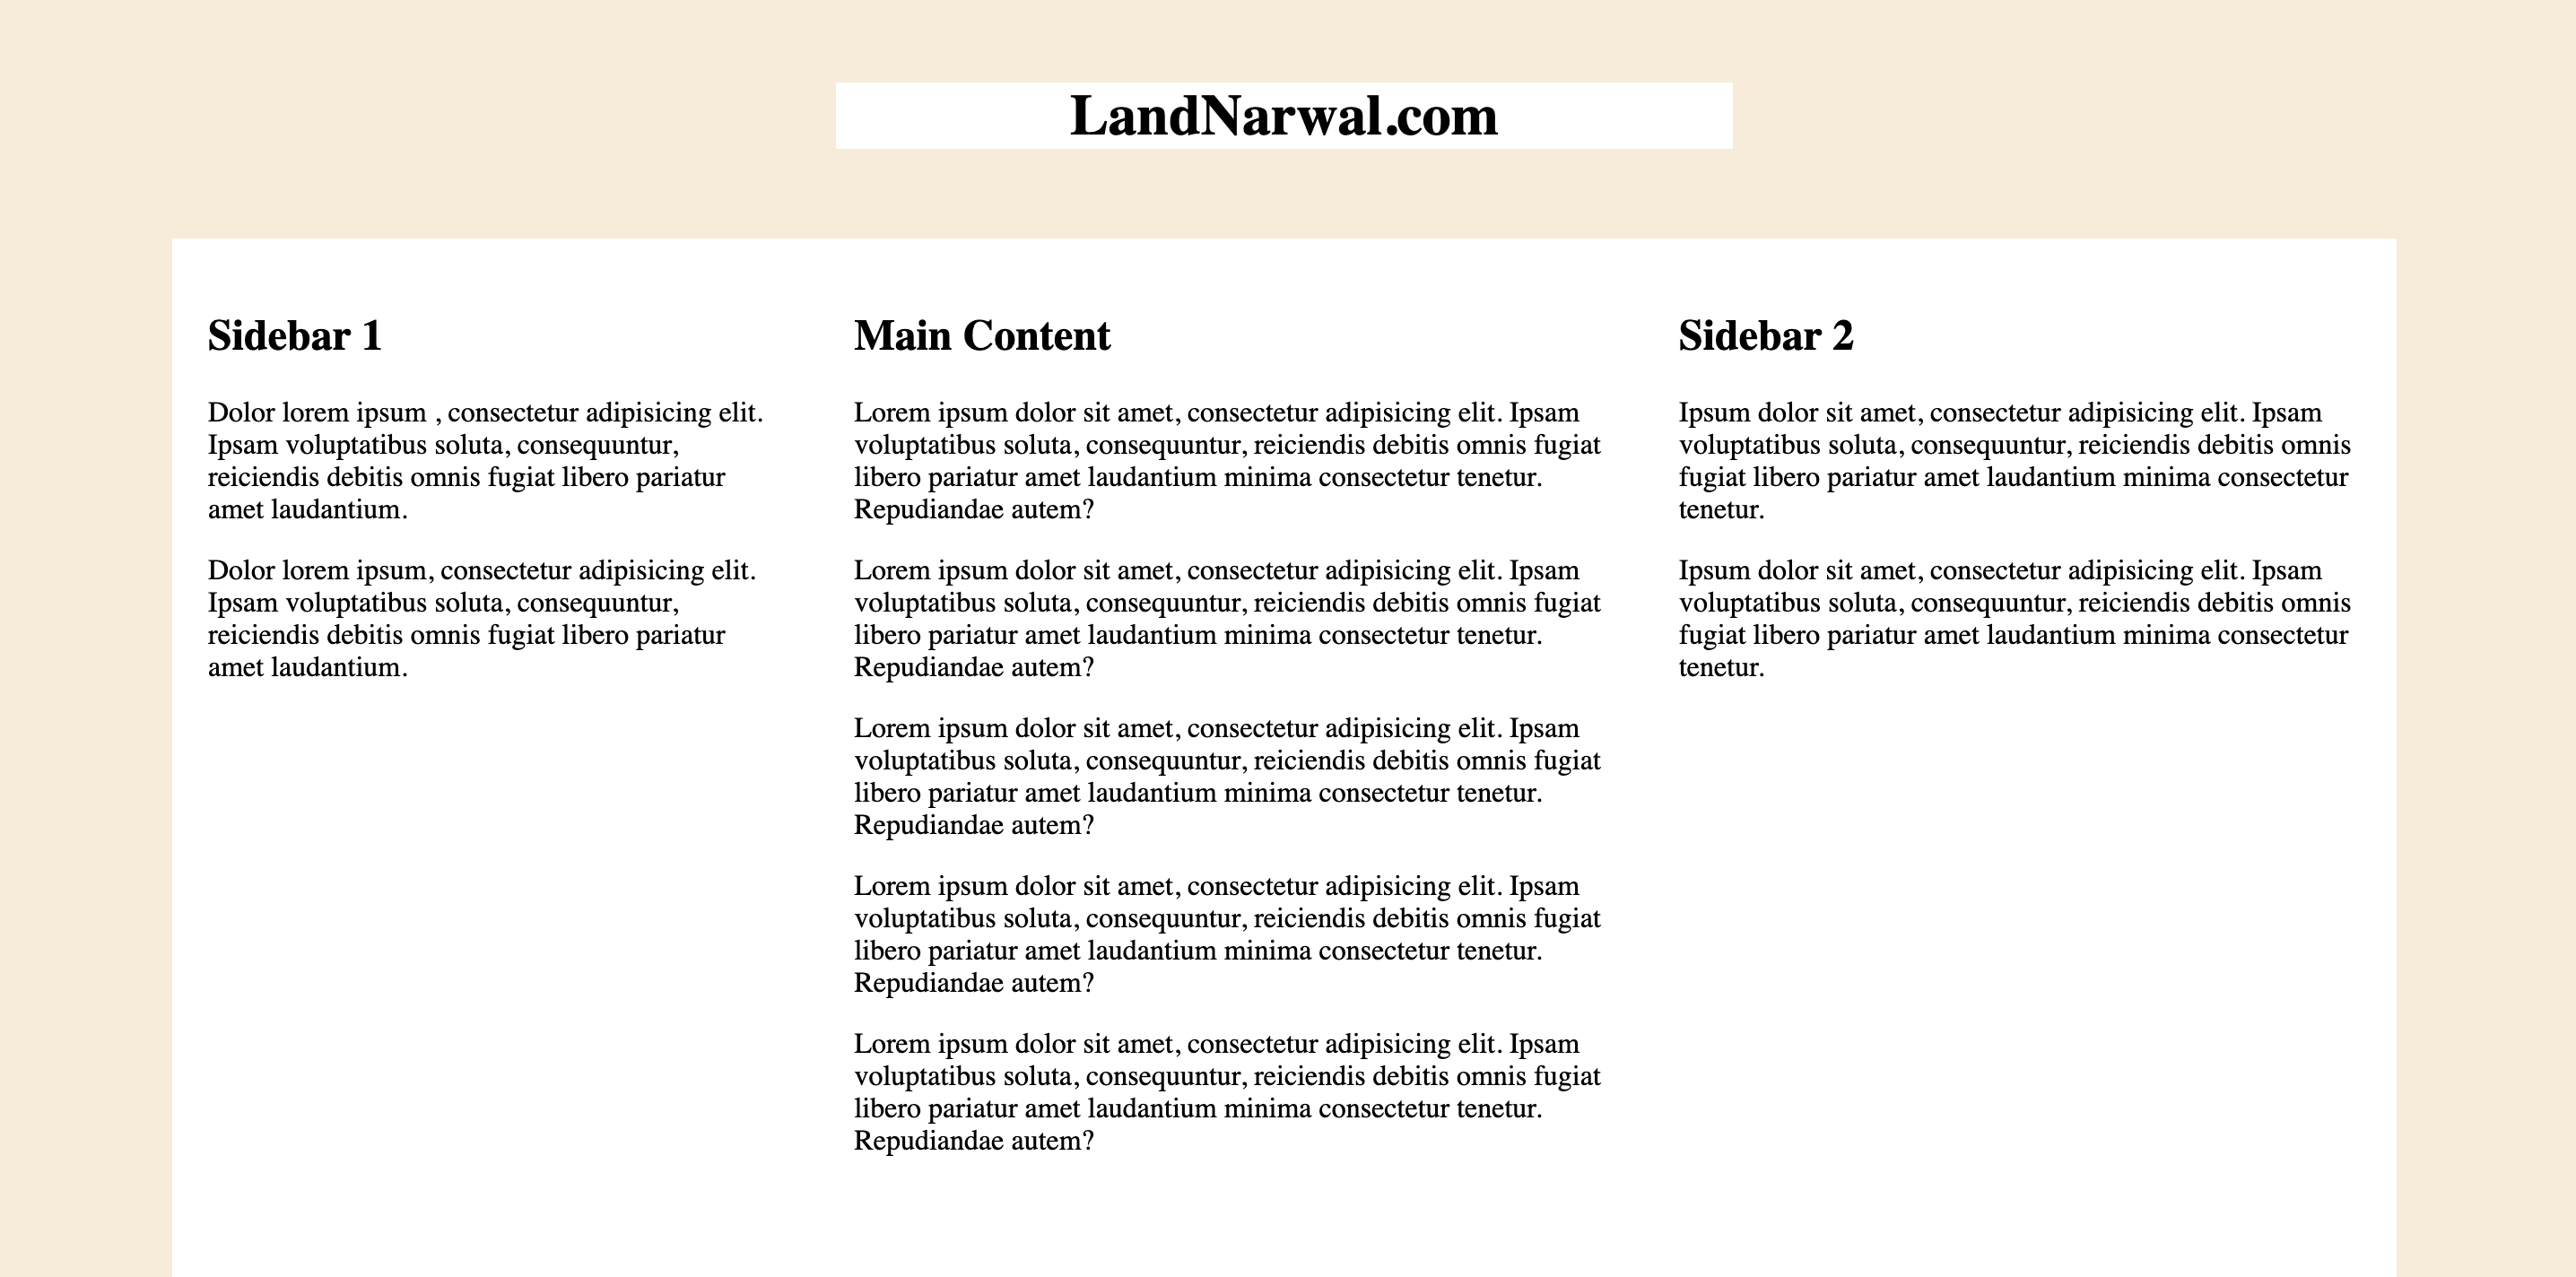 LandNarwal.com
Sidebar 1
Dolor lorem ipsum , consectetur adipisicing elit.
Ipsam voluptatibus soluta, consequuntur,
reiciendis debitis omnis fugiat libero pariatur
amet laudantium.
Dolor lorem ipsum, consectetur adipisicing elit.
Ipsam voluptatibus soluta, consequuntur,
reiciendis debitis omnis fugiat libero pariatur
amet laudantium.
Main Content
Lorem ipsum dolor sit amet, consectetur adipisicing elit. Ipsam
voluptatibus soluta, consequuntur, reiciendis debitis omnis fugiat
libero pariatur amet laudantium minima consectetur tenetur.
Repudiandae autem?
Lorem ipsum dolor sit amet, consectetur adipisicing elit. Ipsam
voluptatibus soluta, consequuntur, reiciendis debitis omnis fugiat
libero pariatur amet laudantium minima consectetur tenetur.
Repudiandae autem?
Lorem ipsum dolor sit amet, consectetur adipisicing elit. Ipsam
voluptatibus soluta, consequuntur, reiciendis debitis omnis fugiat
libero pariatur amet laudantium minima consectetur tenetur.
Repudiandae autem?
Lorem ipsum dolor sit amet, consectetur adipisicing elit. Ipsam
voluptatibus soluta, consequuntur, reiciendis debitis omnis fugiat
libero pariatur amet laudantium minima consectetur tenetur.
Repudiandae autem?
Lorem ipsum dolor sit amet, consectetur adipisicing elit. Ipsam
voluptatibus soluta, consequuntur, reiciendis debitis omnis fugiat
libero pariatur amet laudantium minima consectetur tenetur.
Repudiandae autem?
Sidebar 2
Ipsum dolor sit amet, consectetur adipisicing elit. Ipsam
voluptatibus soluta, consequuntur, reiciendis debitis omnis
fugiat libero pariatur amet laudantium minima consectetur
tenetur.
Ipsum dolor sit amet, consectetur adipisicing elit. Ipsam
voluptatibus soluta, consequuntur, reiciendis debitis omnis
fugiat libero pariatur amet laudantium minima consectetur
tenetur.